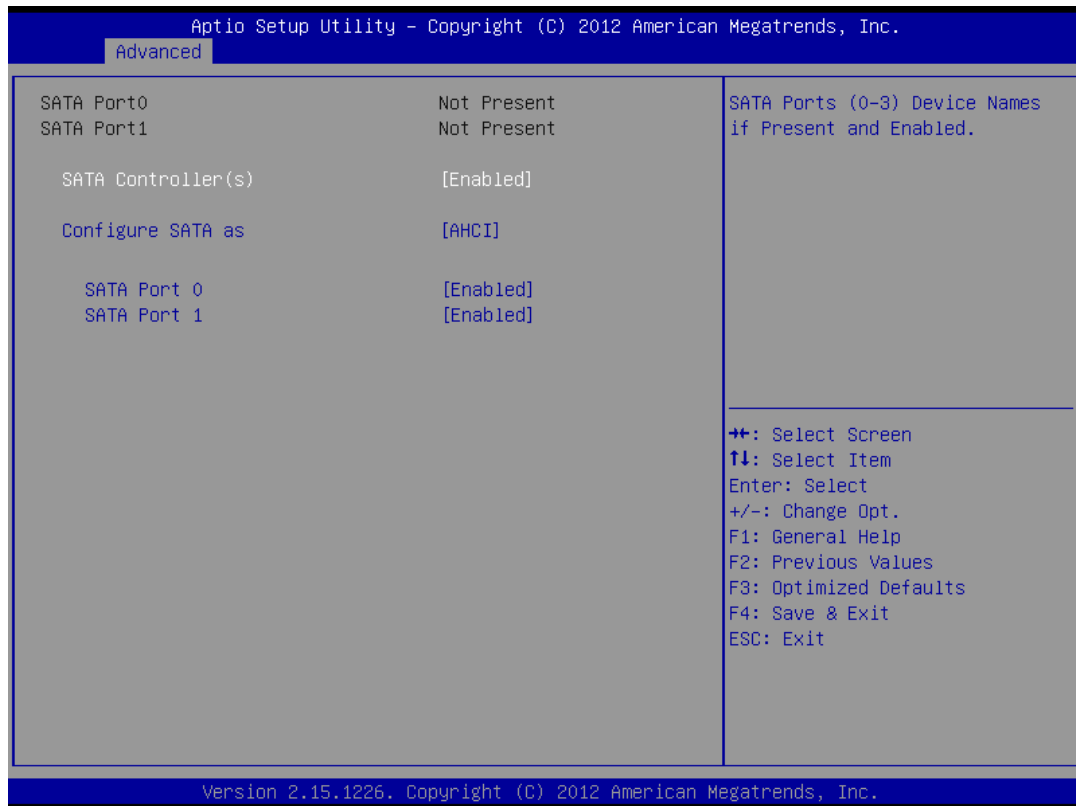 Aptio Setup Utility – Copyright (C) 2012 American Megatrends, Inc.
Advanced
SATA Port0 Not Present
SATA Port1 Not Present
SATA Controller(s) [Enabled]
Configure SATA as [AHCI]
SATA Port 0 [Enabled]
SATA Port 1 [Enabled]
SATA Ports (0-3) Device Names
if Present and Enabled.
→←: Select Screen
↑↓: Select Item
Enter: Select
+/-: Change Opt.
F1: General Help
F2: Previous Values
F3: Optimized Defaults
F4: Save & Exit
ESC: Exit
Version 2.15.1226. Copyright (C) 2012 American Megatrends, Inc.